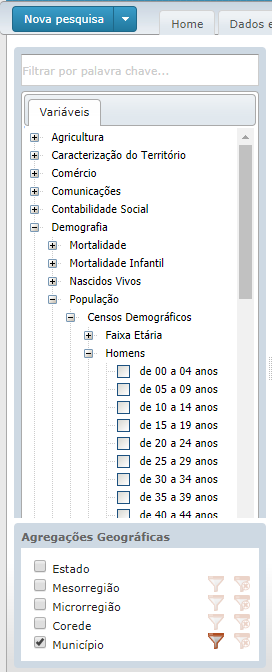 Nova pesquisa
Home
Dados e
Filtrar por palavra chave...
Variáveis
Agricultura
Caracterização do Território
Comércio
Comunicações
Contabilidade Social
Demografia
Mortalidade
Mortalidade Infantil
Nascidos Vivos
População
Censos Demográficos
Faixa Etária
Homens
de 00 a 04 anos
de 05 a 09 anos
de 10 a 14 anos
de 15 a 19 anos
de 20 a 24 anos
de 25 a 29 anos
de 30 a 34 anos
de 35 a 39 anos
de 40 a 44 anos
Agregações Geográficas
Estado
Mesorregião
Microrregião
Corede
Município